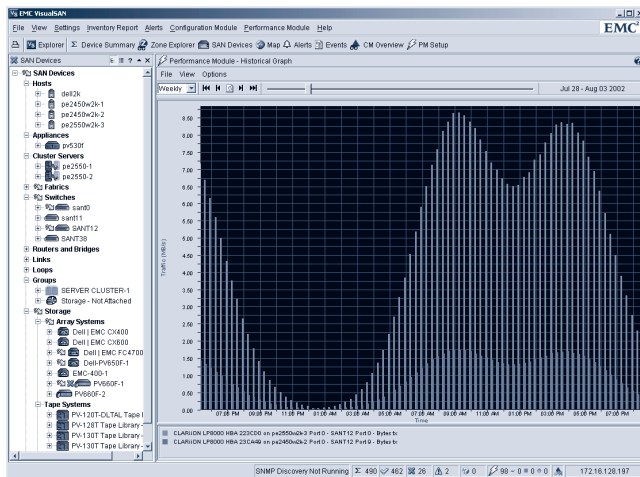 EMC VisualSAN
File View Settings Inventory Report Alerts Configuration Module Performance Module Help
EMC²
Explorer Σ Device Summary Zone Explorer SAN Devices Map Alerts Events CM Overview PM Setup
SAN Devices
SAN Devices
Hosts
dell2k
pe2450w2k-1
pe2450w2k-2
pe2550w2k-3
Appliances
pv530f
Cluster Servers
pe2550-1
pe2550-2
Fabrics
Switches
sant0
sant11
SANT12
SANT38
Routers and Bridges
Links
Loops
Groups
SERVER CLUSTER-1
Storage - Not Attached
Storage
Array Systems
Dell | EMC CX400
Dell | EMC CX600
Dell | EMC FC4700
Dell-PV650F-1
EMC-400-1
PV660F-1
PV660F-2
Tape Systems
PV-120T-DLTAL Tape l
PV-128T Tape Library -
PV-130T Tape Library -
PV-130T Tape Library -
Performance Module - Historical Graph
File View Options
Weekly
Jul 28 - Aug 03 2002
8.50
8.00
7.50
7.00
6.50
6.00
5.50
5.00
4.50
4.00
3.50
3.00
2.50
2.00
1.50
1.00
0.50
0.00
Traffic (MB/s)
07:00 PM 09:00 PM 11:00 PM 01:00 AM 03:00 AM 05:00 AM 07:00 AM 09:00 AM 11:00 AM 01:00 PM 03:00 PM 05:00 PM 07:00 PM
Time
CLARiiON LP8000 HBA 223CD0 on pe2550w2k-3 Port 0 - SANT12 Port 0 - Bytes tx
CLARiiON LP8000 HBA 23CA49 on pe2450w2k-2 Port 0 - SANT12 Port 9 - Bytes tx
SNMP Discovery Not Running Σ 490 462 26 2 0 98 - 0 = 0 = 0 172.16.128.197